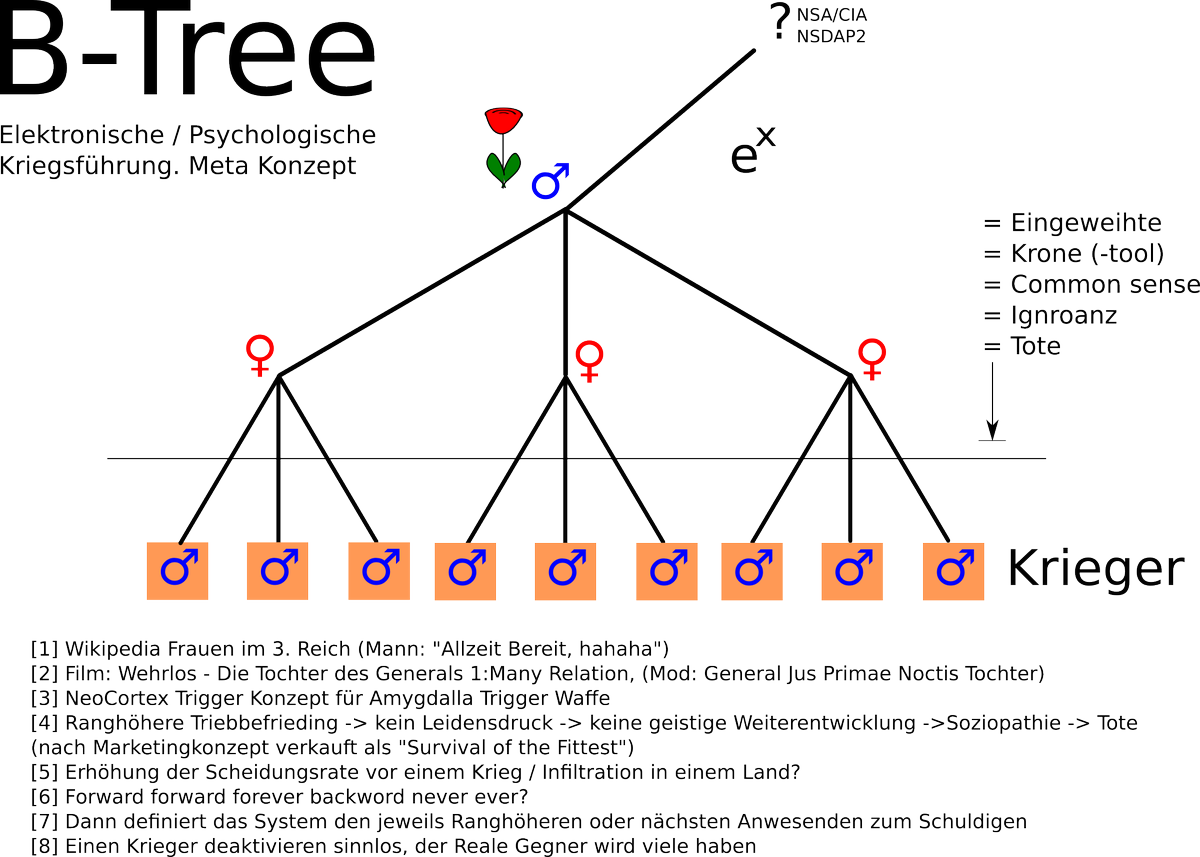 B-Tree
? NSA/CIA
NSDAP2
Elektronische / Psychologische
Kriegsführung. Meta Konzept
e^x
= Eingeweihte
= Krone (-tool)
= Common sense
= Ignroanz
= Tote
Krieger
[1] Wikipedia Frauen im 3. Reich (Mann: "Allzeit Bereit, hahaha")
[2] Film: Wehrlos - Die Tochter des Generals 1:Many Relation, (Mod: General Jus Primae Noctis Tochter)
[3] NeoCortex Trigger Konzept für Amygdalla Trigger Waffe
[4] Ranghöhere Triebbefrieding -> kein Leidensdruck -> keine geistige Weiterentwicklung ->Soziopathie -> Tote
(nach Marketingkonzept verkauft als "Survival of the Fittest")
[5] Erhöhung der Scheidungsrate vor einem Krieg / Infiltration in einem Land?
[6] Forward forward forever backword never ever?
[7] Dann definiert das System den jeweils Ranghöheren oder nächsten Anwesenden zum Schuldigen
[8] Einen Krieger deaktivieren sinnlos, der Reale Gegner wird viele haben